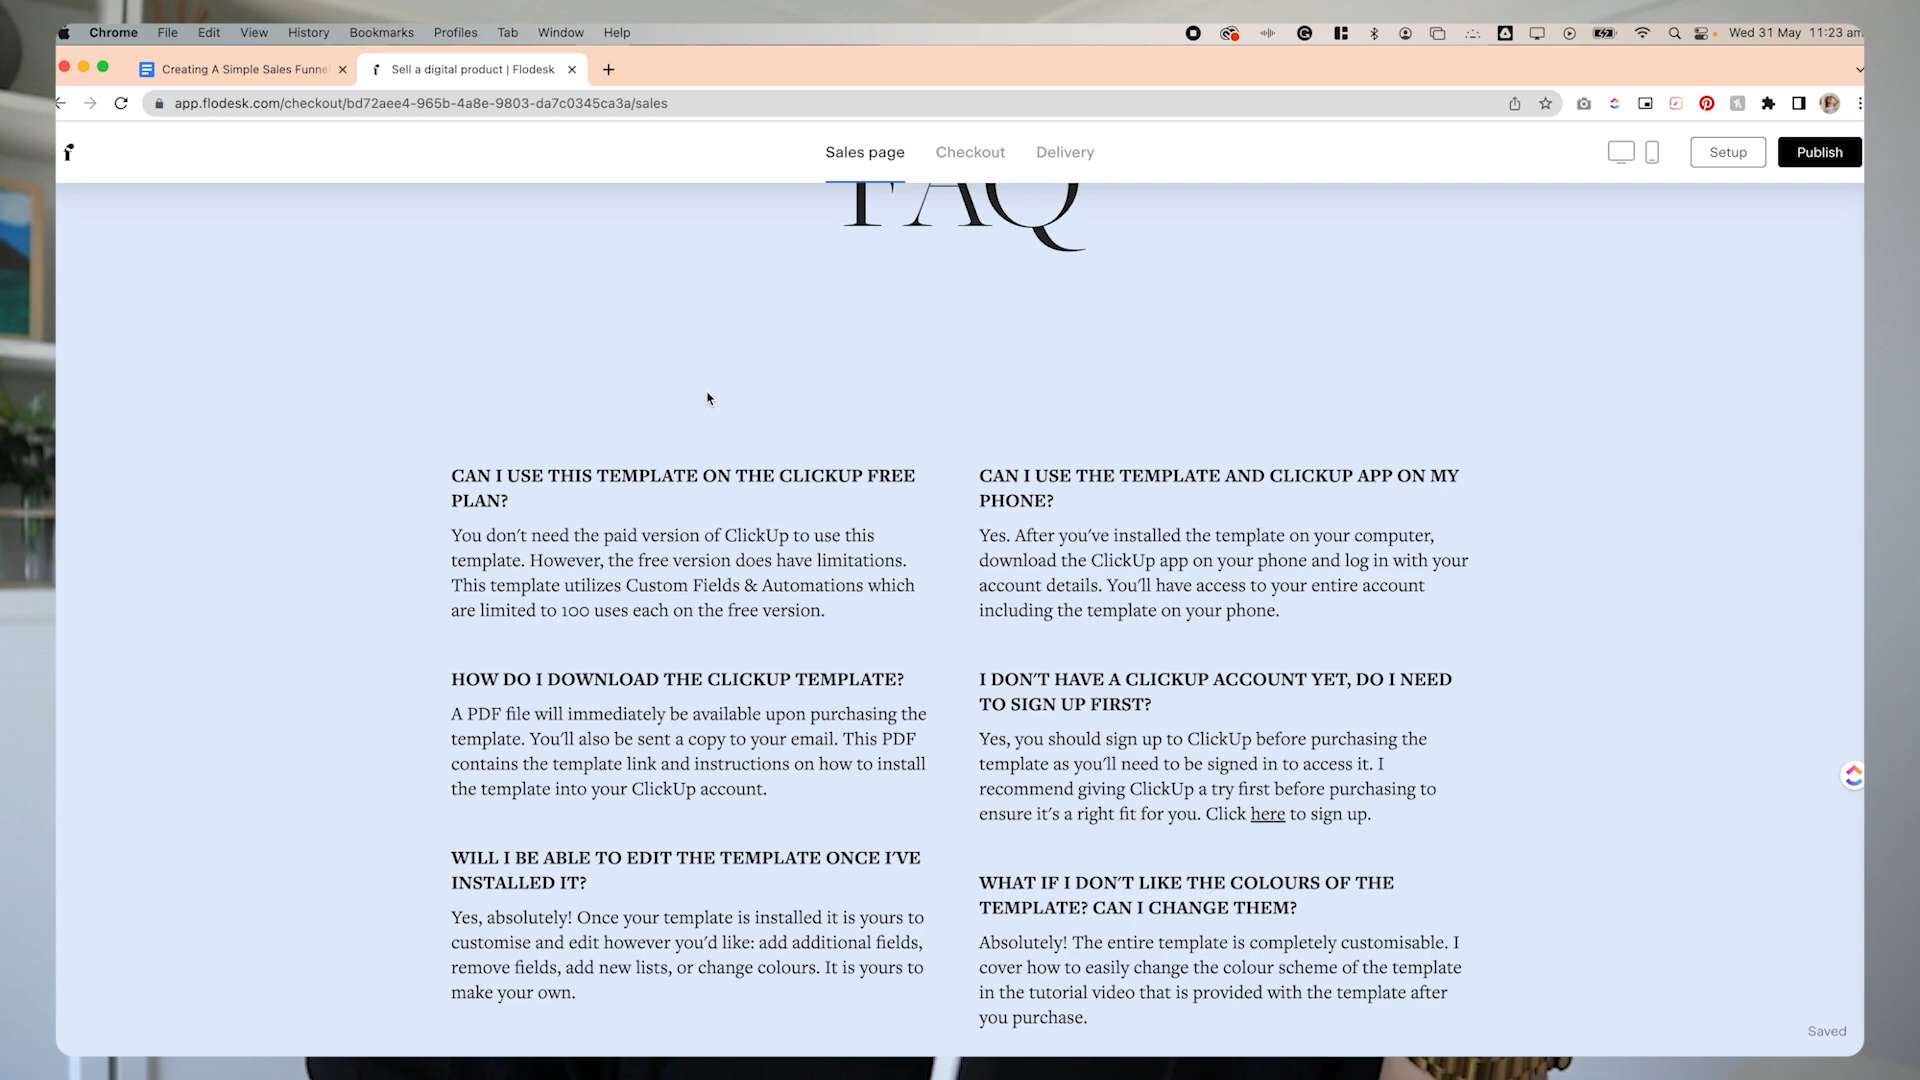 Chrome File Edit View History Bookmarks Profiles Tab Window Help Wed 31 May 11:23 am
Creating A Simple Sales Funne Sell a digital product | Flodesk
app.flodesk.com/checkout/bd72aee4-965b-4a8e-9803-da7c0345ca3a/sales
Sales page Checkout Delivery Setup Publish
FAQ
CAN I USE THIS TEMPLATE ON THE CLICKUP FREE
PLAN?
You don't need the paid version of ClickUp to use this
template. However, the free version does have limitations.
This template utilizes Custom Fields & Automations which
are limited to 100 uses each on the free version.
HOW DO I DOWNLOAD THE CLICKUP TEMPLATE?
A PDF file will immediately be available upon purchasing the
template. You'll also be sent a copy to your email. This PDF
contains the template link and instructions on how to install
the template into your ClickUp account.
WILL I BE ABLE TO EDIT THE TEMPLATE ONCE I'VE
INSTALLED IT?
Yes, absolutely! Once your template is installed it is yours to
customise and edit however you'd like: add additional fields,
remove fields, add new lists, or change colours. It is yours to
make your own.
CAN I USE THE TEMPLATE AND CLICKUP APP ON MY
PHONE?
Yes. After you've installed the template on your computer,
download the ClickUp app on your phone and log in with your
account details. You'll have access to your entire account
including the template on your phone.
I DON'T HAVE A CLICKUP ACCOUNT YET, DO I NEED
TO SIGN UP FIRST?
Yes, you should sign up to ClickUp before purchasing the
template as you'll need to be signed in to access it. I
recommend giving ClickUp a try first before purchasing to
ensure it's a right fit for you. Click here to sign up.
WHAT IF I DON'T LIKE THE COLOURS OF THE
TEMPLATE? CAN I CHANGE THEM?
Absolutely! The entire template is completely customisable. I
cover how to easily change the colour scheme of the template
in the tutorial video that is provided with the template after
you purchase.
Saved